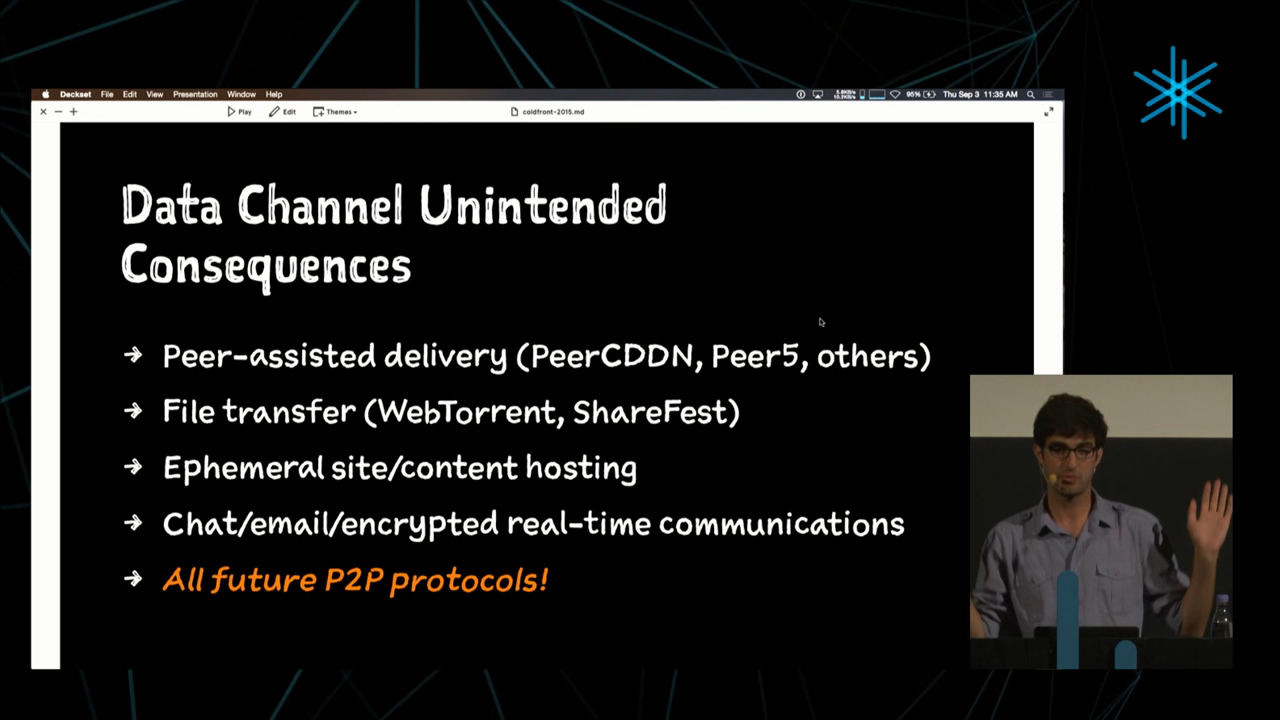 Deckset File Edit View Presentation Window Help
95% Thu Sep 3 11:35 AM
Play Edit Themes coldfront-2015.md
Data Channel Unintended
Consequences
→ Peer-assisted delivery (PeerCDDN, Peer5, others)
→ File transfer (WebTorrent, ShareFest)
→ Ephemeral site/content hosting
→ Chat/email/encrypted real-time communications
→ All future P2P protocols!